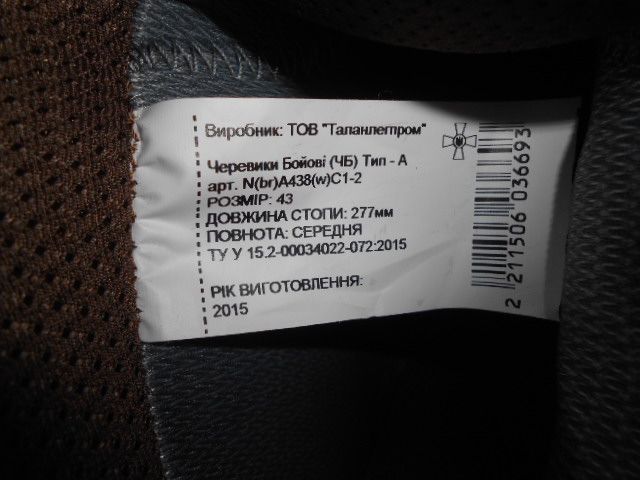 Виробник: ТОВ "Таланлегпром"
Черевики Бойові (ЧБ) Тип - А
арт. N(br)A438(w)C1-2
РОЗМІР: 43
ДОВЖИНА СТОПИ: 277мм
ПОВНОТА: СЕРЕДНЯ
ТУ У 15.2-00034022-072:2015
РІК ВИГОТОВЛЕННЯ:
2015
2 211506 036693